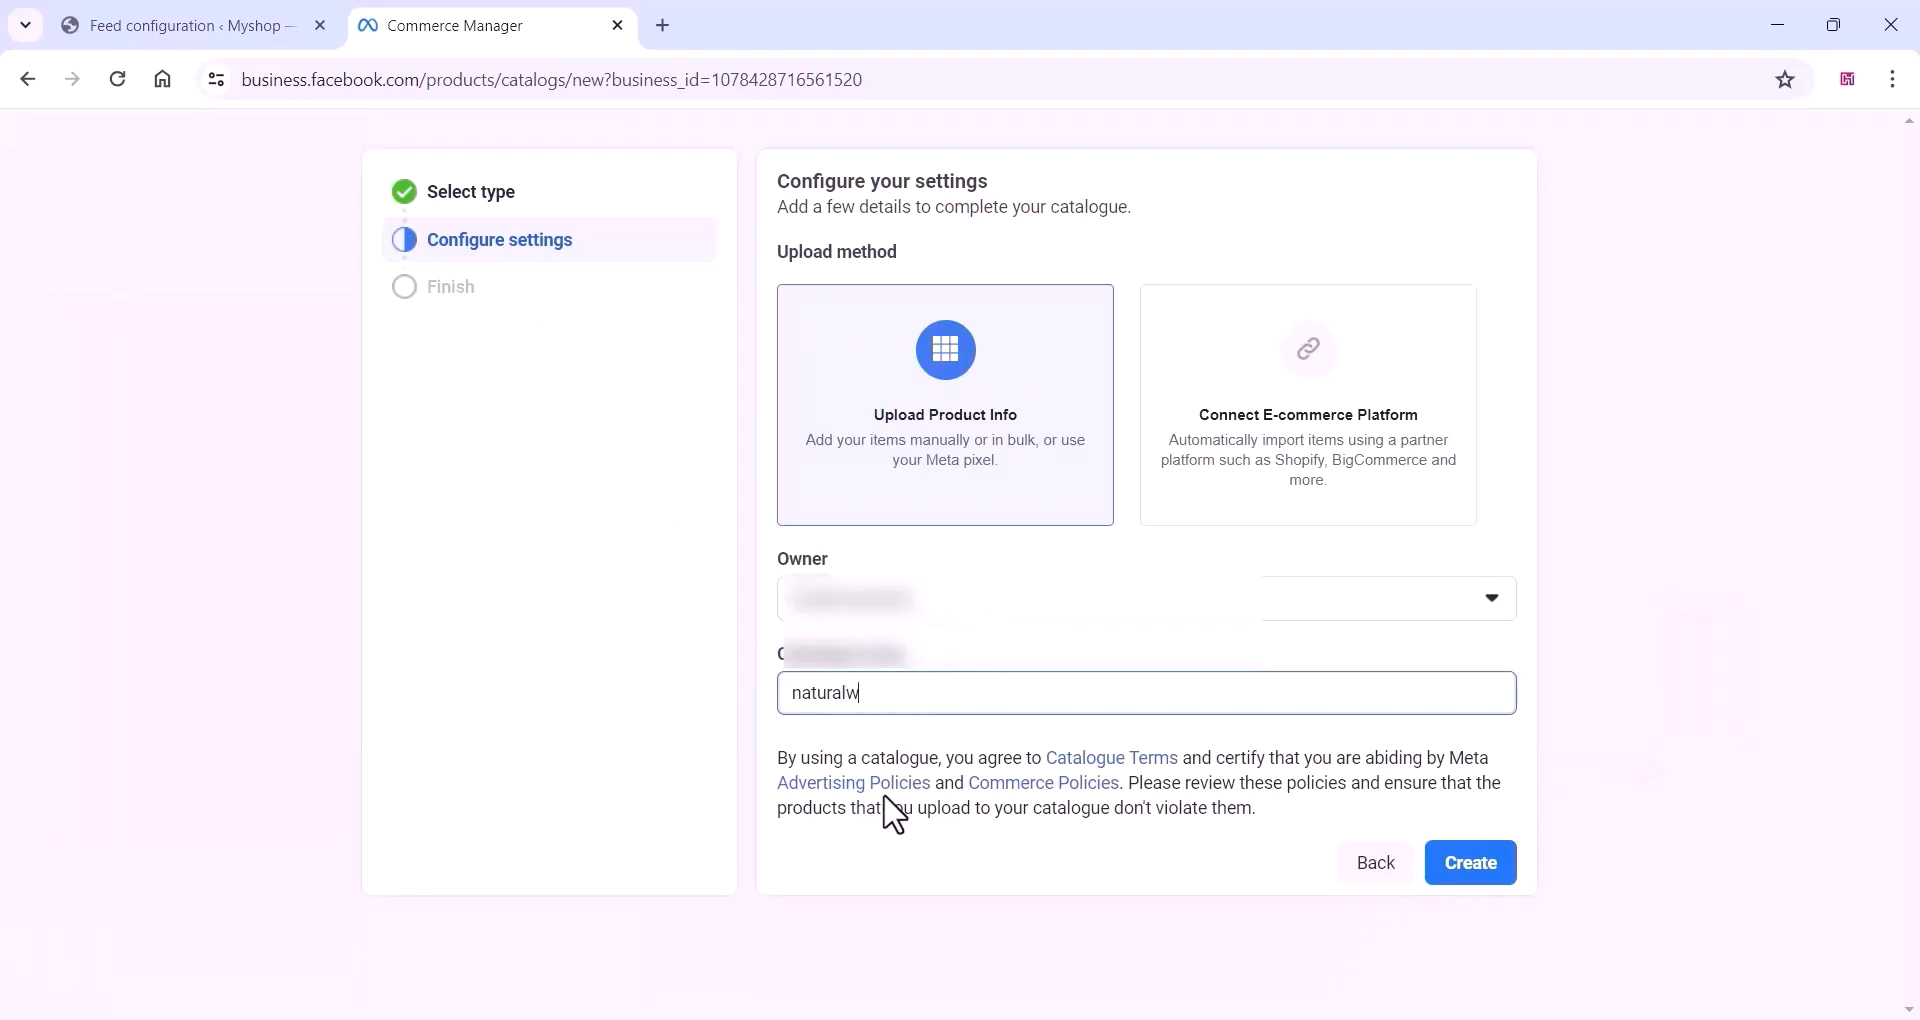 Feed configuration ‹ Myshop —
Commerce Manager
business.facebook.com/products/catalogs/new?business_id=1078428716561520
Select type
Configure settings
Finish
Configure your settings
Add a few details to complete your catalogue.
Upload method
Upload Product Info
Add your items manually or in bulk, or use
your Meta pixel.
Connect E-commerce Platform
Automatically import items using a partner
platform such as Shopify, BigCommerce and
more.
Owner
naturalw
By using a catalogue, you agree to Catalogue Terms and certify that you are abiding by Meta
Advertising Policies and Commerce Policies. Please review these policies and ensure that the
products that you upload to your catalogue don't violate them.
Back
Create